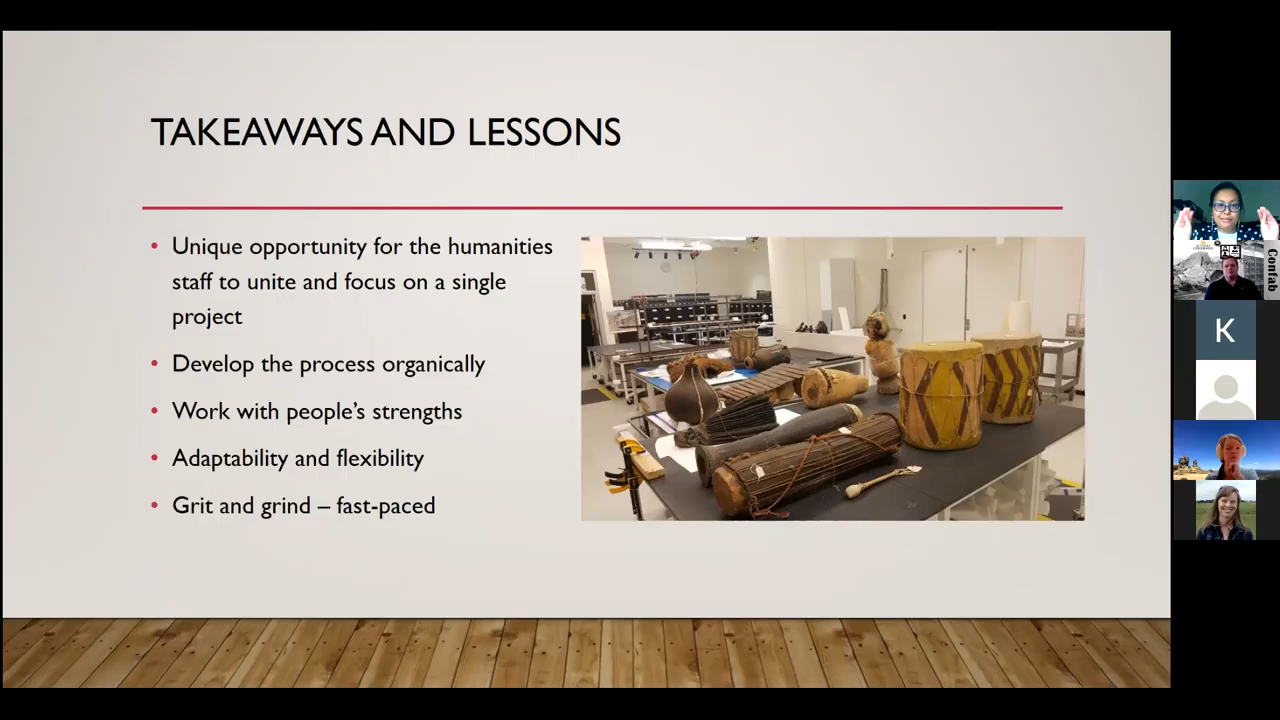 TAKEAWAYS AND LESSONS
• Unique opportunity for the humanities
staff to unite and focus on a single
project
• Develop the process organically
• Work with people's strengths
• Adaptability and flexibility
• Grit and grind – fast-paced
Confab
K